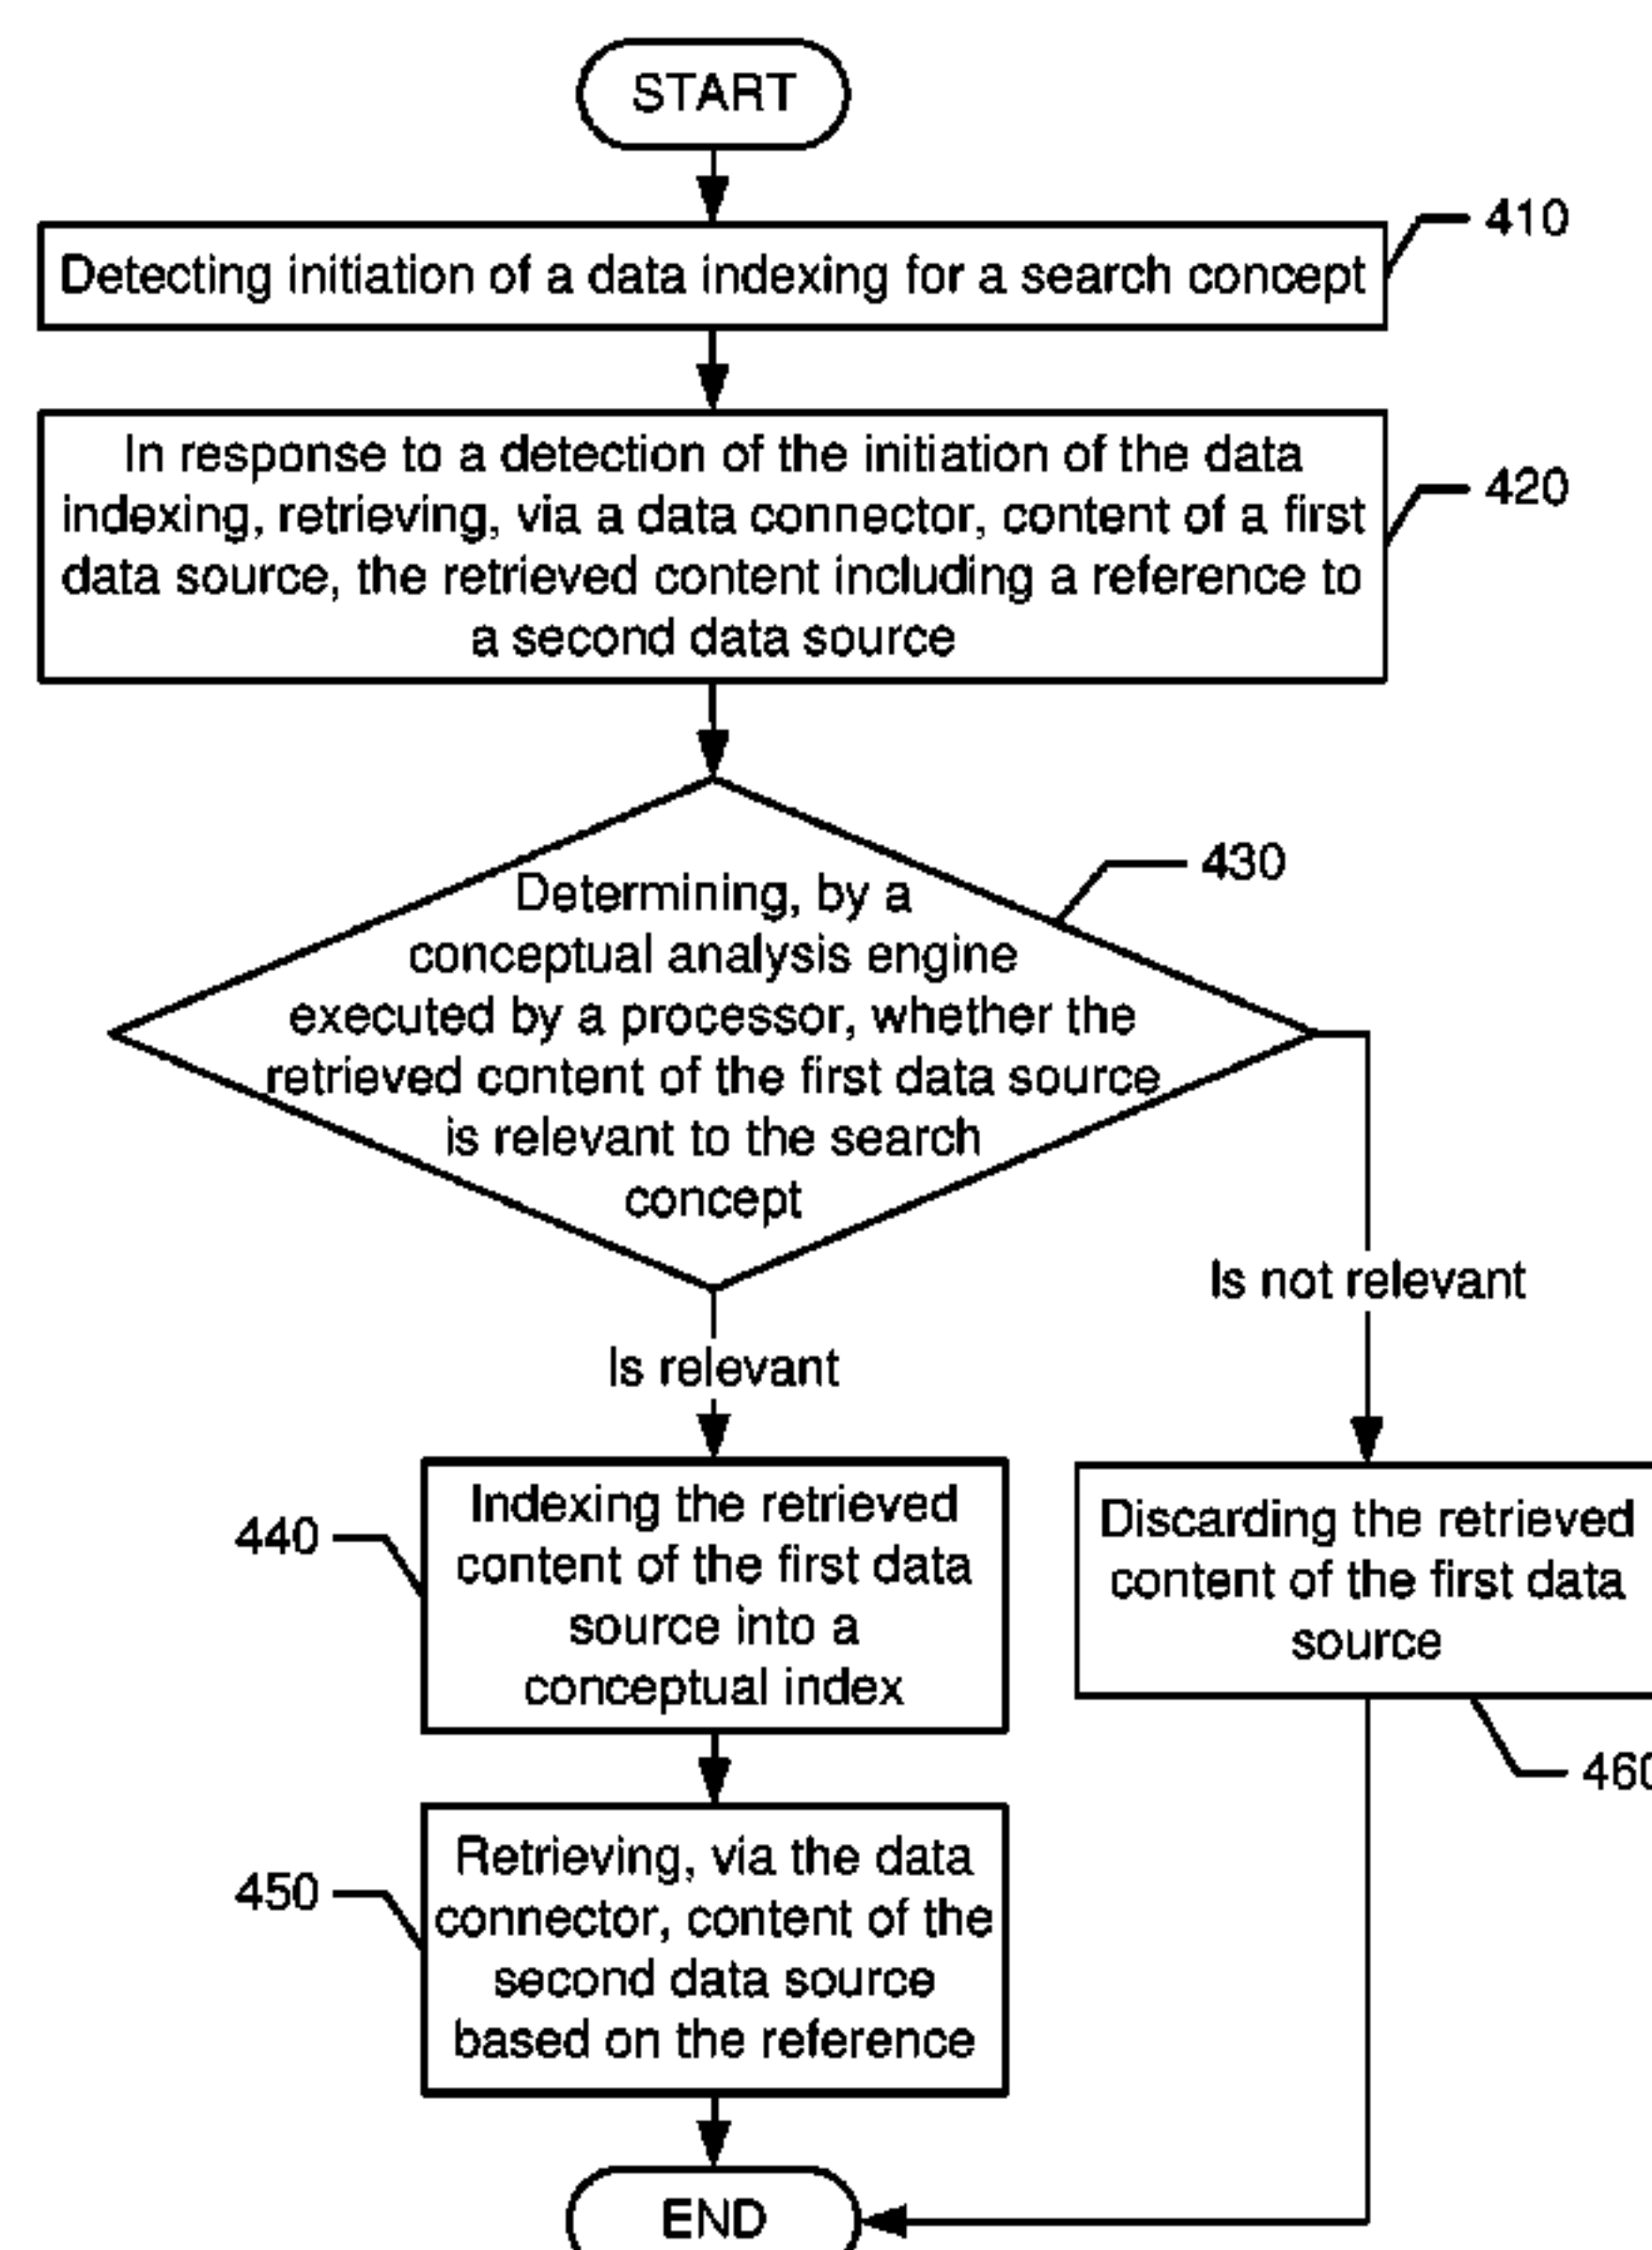 START
410
Detecting initiation of a data indexing for a search concept
In response to a detection of the initiation of the data
indexing, retrieving, via a data connector, content of a first
data source, the retrieved content including a reference to
a second data source
420
430
Determining, by a
conceptual analysis engine
executed by a processor, whether the
retrieved content of the first data source
is relevant to the search
concept
Is not relevant
Is relevant
440
Indexing the retrieved
content of the first data
source into a
conceptual index
Discarding the retrieved
content of the first data
source
460
450
Retrieving, via the data
connector, content of the
second data source
based on the reference
END